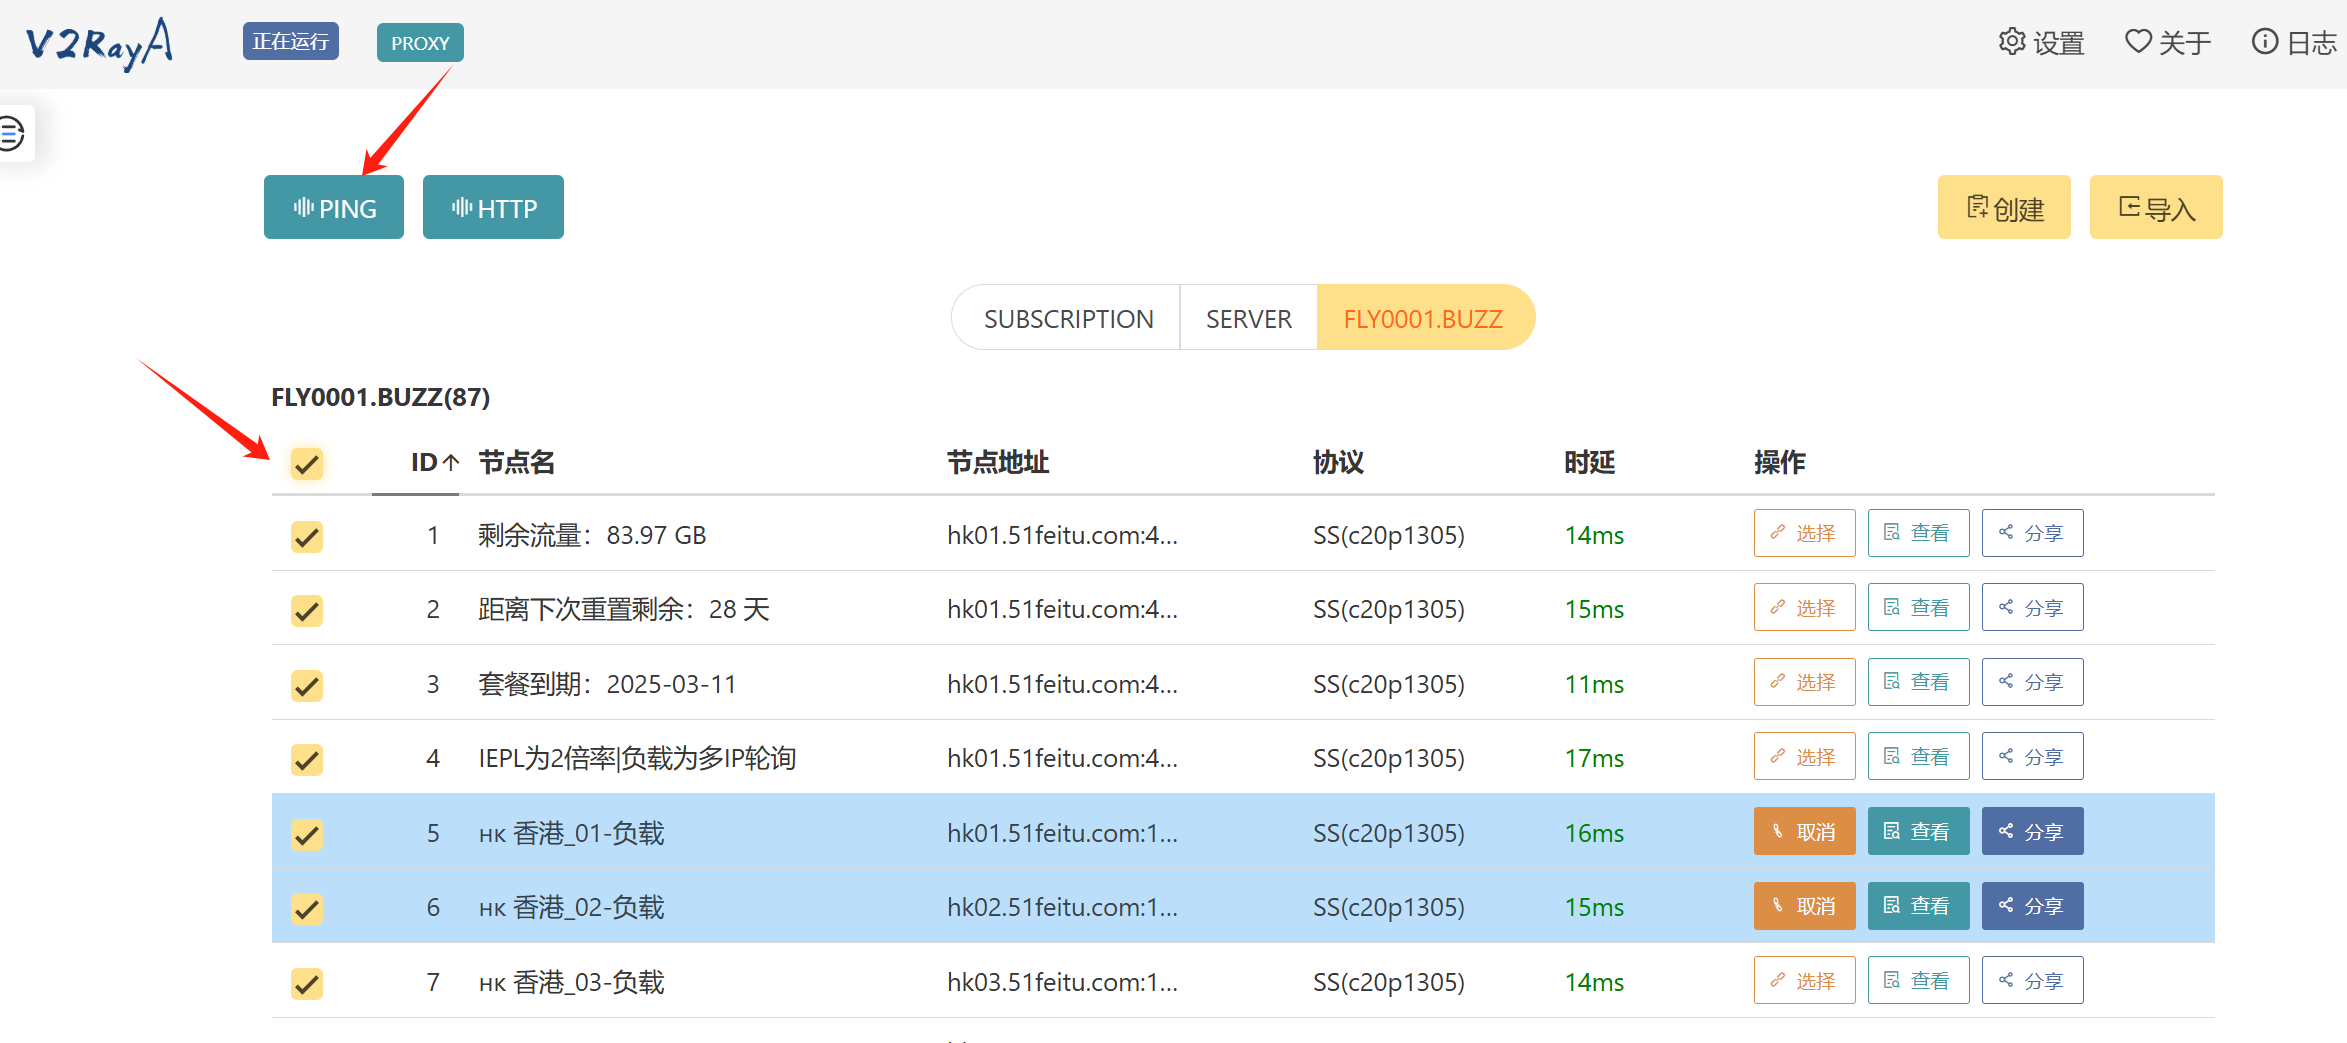 V2RayA 正在运行 PROXY 设置 关于 日志
PING HTTP 创建 导入
SUBSCRIPTION SERVER FLY0001.BUZZ
FLY0001.BUZZ(87)
ID↑ 节点名 节点地址 协议 时延 操作
1 剩余流量：83.97 GB hk01.51feitu.com:4... SS(c20p1305) 14ms 选择 查看 分享
2 距离下次重置剩余：28 天 hk01.51feitu.com:4... SS(c20p1305) 15ms 选择 查看 分享
3 套餐到期：2025-03-11 hk01.51feitu.com:4... SS(c20p1305) 11ms 选择 查看 分享
4 IEPL为2倍率|负载为多IP轮询 hk01.51feitu.com:4... SS(c20p1305) 17ms 选择 查看 分享
5 HK 香港_01-负载 hk01.51feitu.com:1... SS(c20p1305) 16ms 取消 查看 分享
6 HK 香港_02-负载 hk02.51feitu.com:1... SS(c20p1305) 15ms 取消 查看 分享
7 HK 香港_03-负载 hk03.51feitu.com:1... SS(c20p1305) 14ms 选择 查看 分享